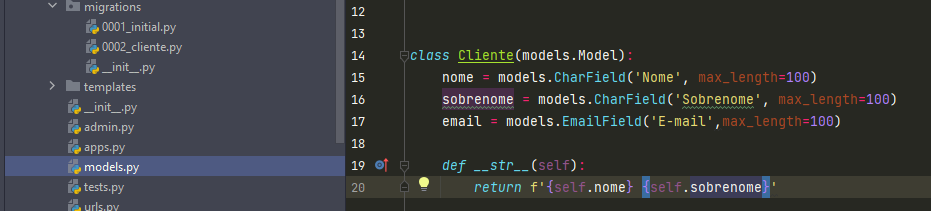 migrations
0001_initial.py
0002_cliente.py
__init__.py
templates
__init__.py
admin.py
apps.py
models.py
tests.py
urls.py
12
13
14 class Cliente(models.Model):
15 nome = models.CharField('Nome', max_length=100)
16 sobrenome = models.CharField('Sobrenome', max_length=100)
17 email = models.EmailField('E-mail',max_length=100)
18
19 def __str__(self):
20 return f'{self.nome} {self.sobrenome}'